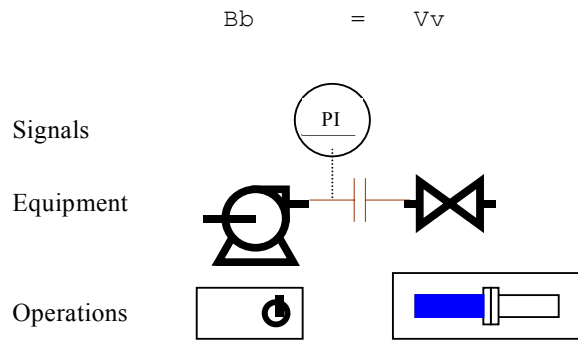 Bb = Vv
PI
Signals
Equipment
Operations